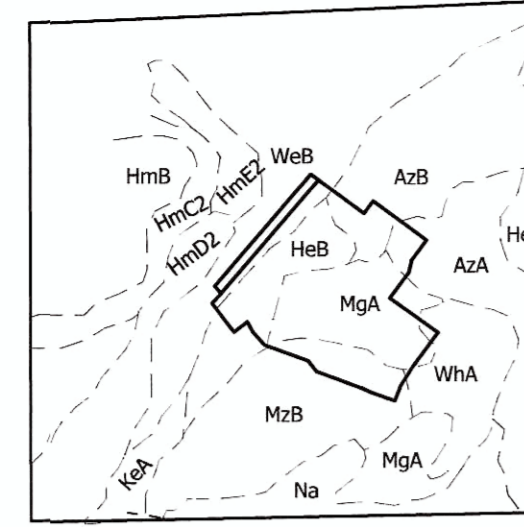 WeB
HmB
HmE2
AzB
HmC2
He
HmD2
HeB
AzA
MgA
WhA
MzB
KeA
MgA
Na